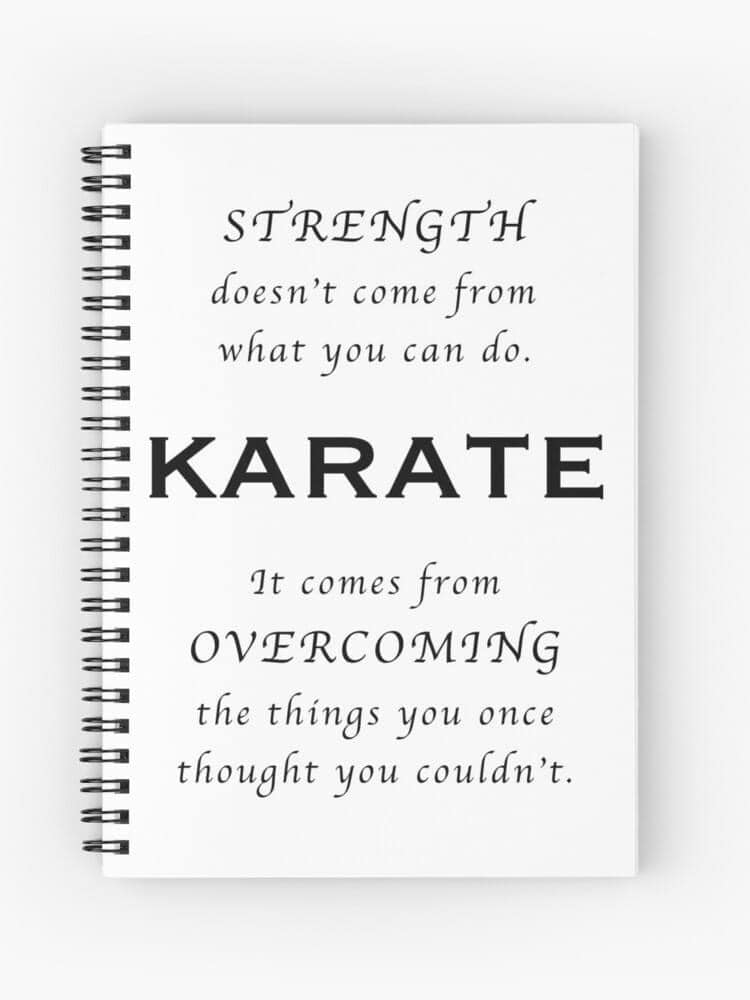 STRENGTH
doesn't come from
what you can do.
KARATE
It comes from
OVERCOMING
the things you once
thought you couldn't.